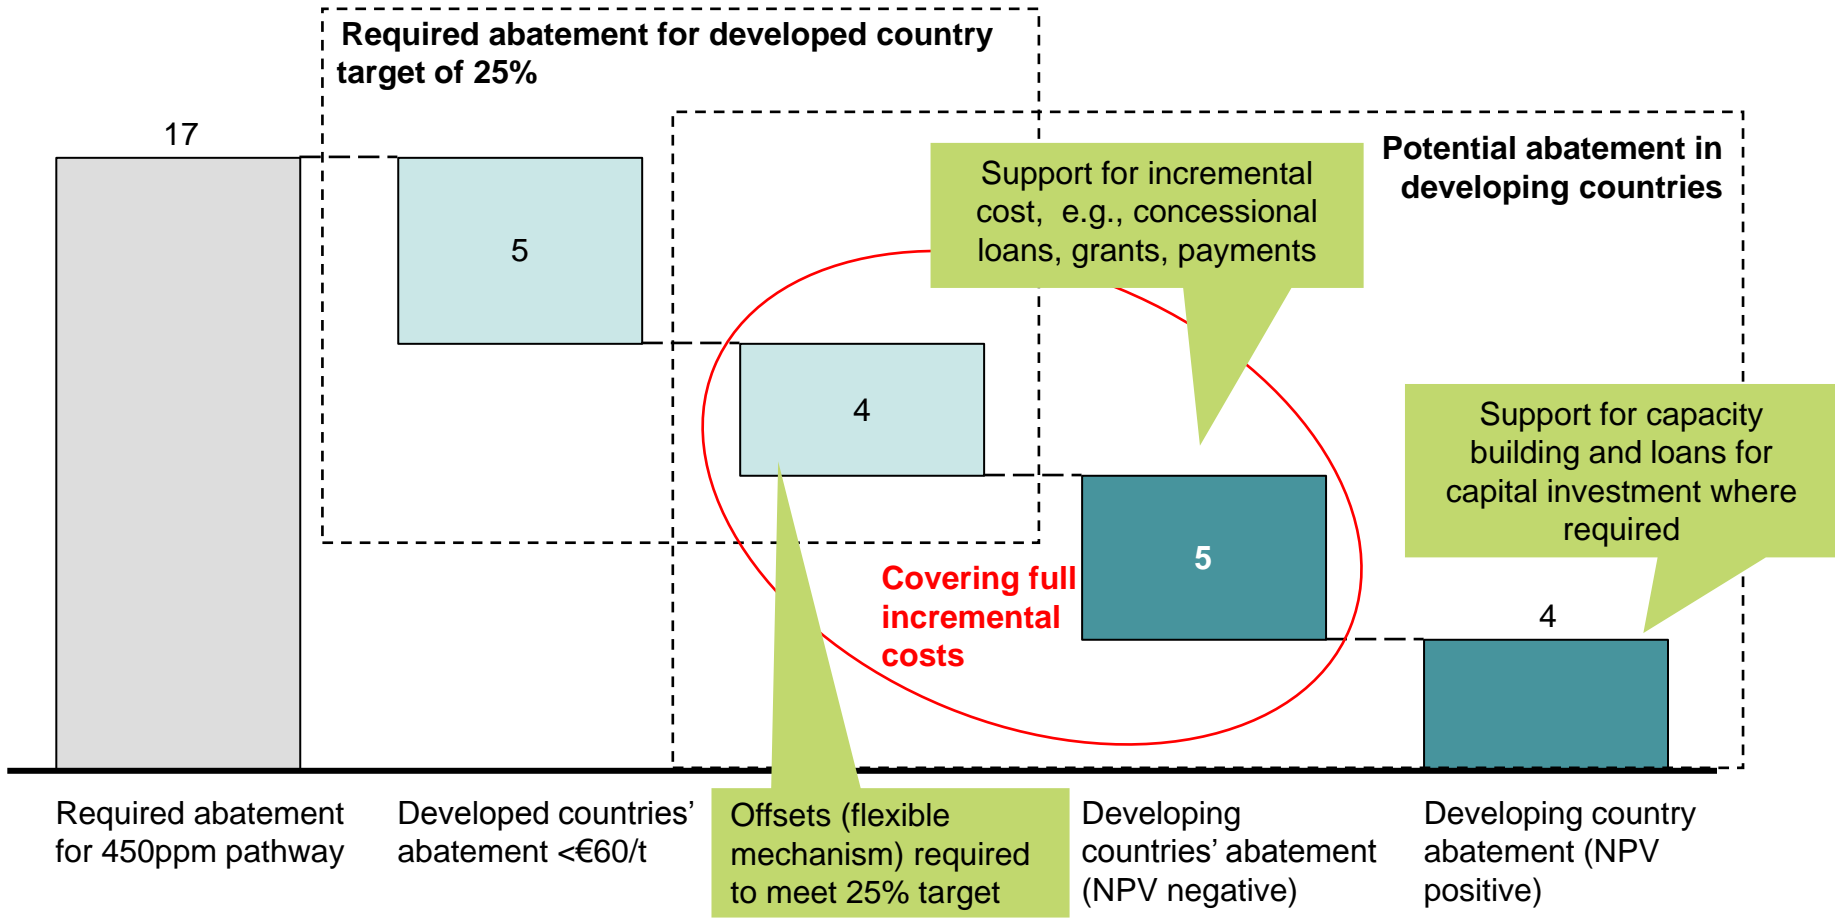 Required abatement for developed country
target of 25%
17
Potential abatement in
developing countries
Support for incremental
cost, e.g., concessional
loans, grants, payments
5
4
Support for capacity
building and loans for
capital investment where
required
5
Covering full
incremental
costs
4
Required abatement
for 450ppm pathway
Developed countries’
abatement <€60/t
Offsets (flexible
mechanism) required
to meet 25% target
Developing
countries’ abatement
(NPV negative)
Developing country
abatement (NPV
positive)